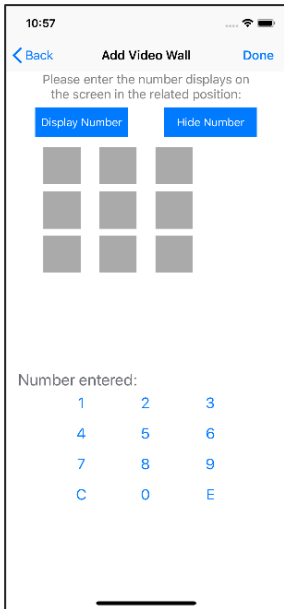 10:57
Back Add Video Wall Done
Please enter the number displays on
the screen in the related position:
Display Number Hide Number
Number entered:
1 2 3
4 5 6
7 8 9
C 0 E